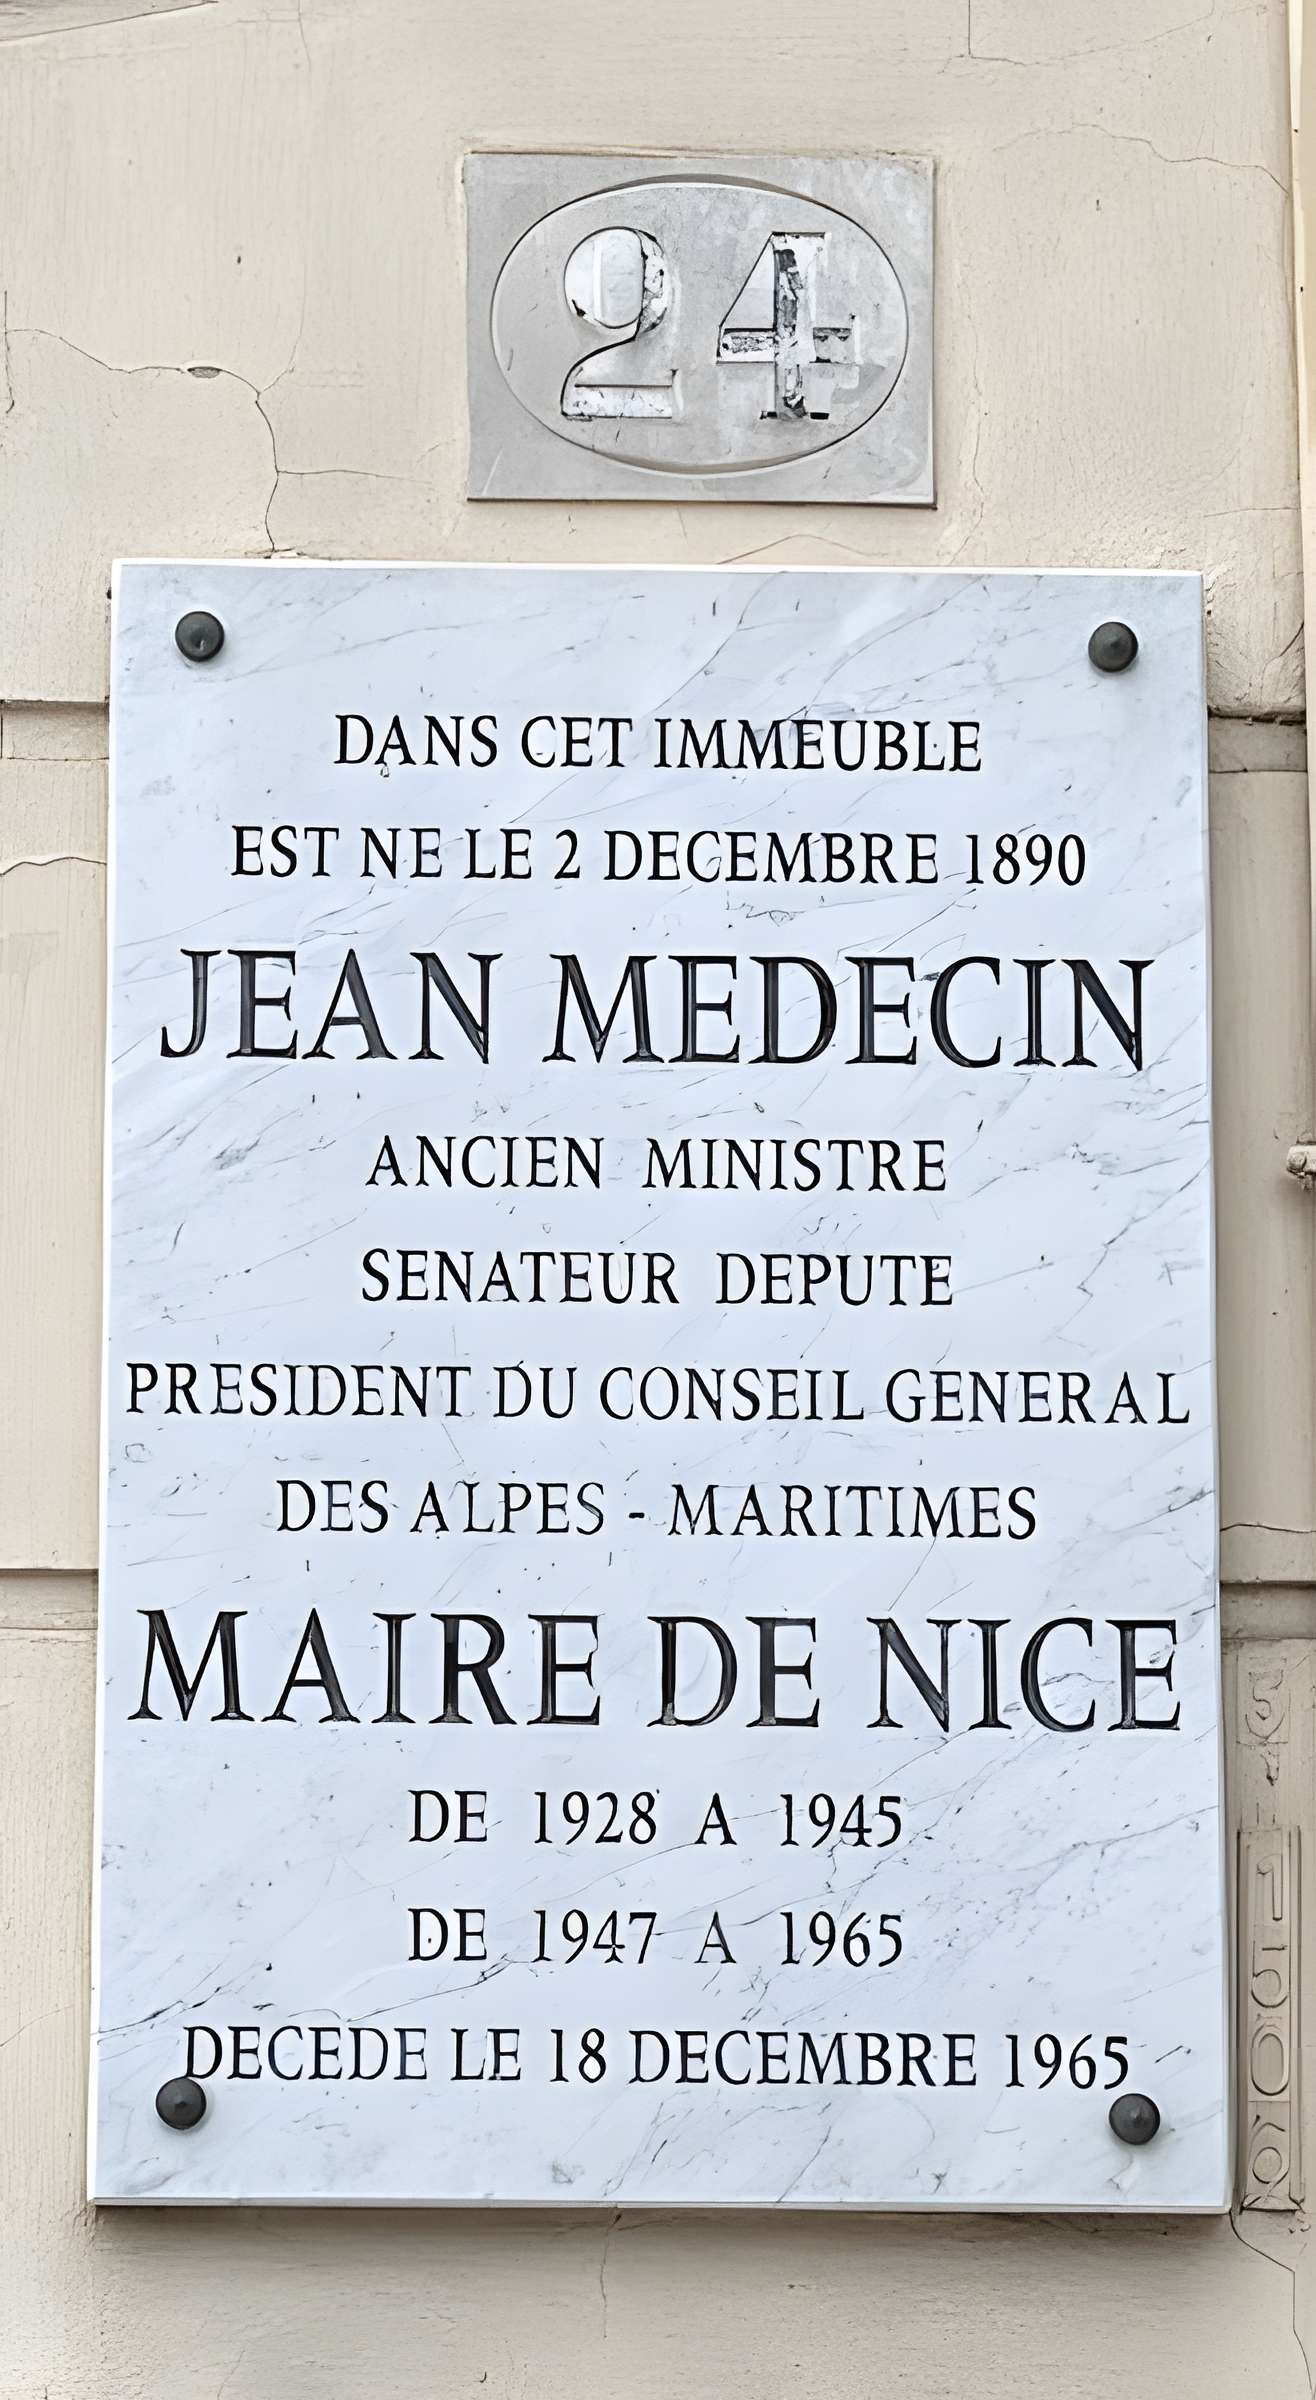 24
DANS CET IMMEUBLE
EST NE LE 2 DECEMBRE 1890
JEAN MEDECIN
ANCIEN MINISTRE
SENATEUR DEPUTE
PRESIDENT DU CONSEIL GENERAL
DES ALPES - MARITIMES
MAIRE DE NICE
DE 1928 A 1945
DE 1947 A 1965
DECEDE LE 18 DECEMBRE 1965